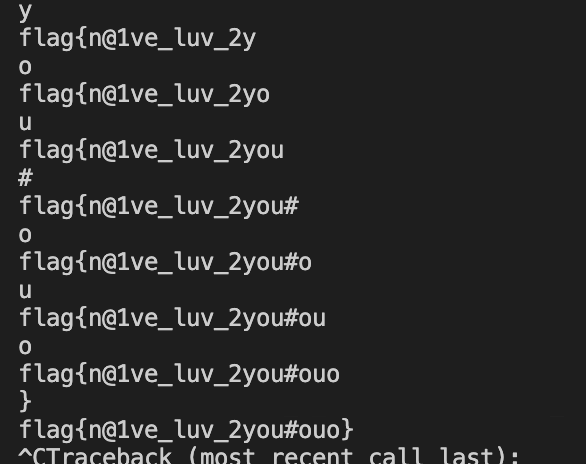 y
flag{n@1ve_luv_2y
o
flag{n@1ve_luv_2yo
u
flag{n@1ve_luv_2you
#
flag{n@1ve_luv_2you#
o
flag{n@1ve_luv_2you#o
u
flag{n@1ve_luv_2you#ou
o
flag{n@1ve_luv_2you#ouo
}
flag{n@1ve_luv_2you#ouo}
^CTraceback (most recent call last):